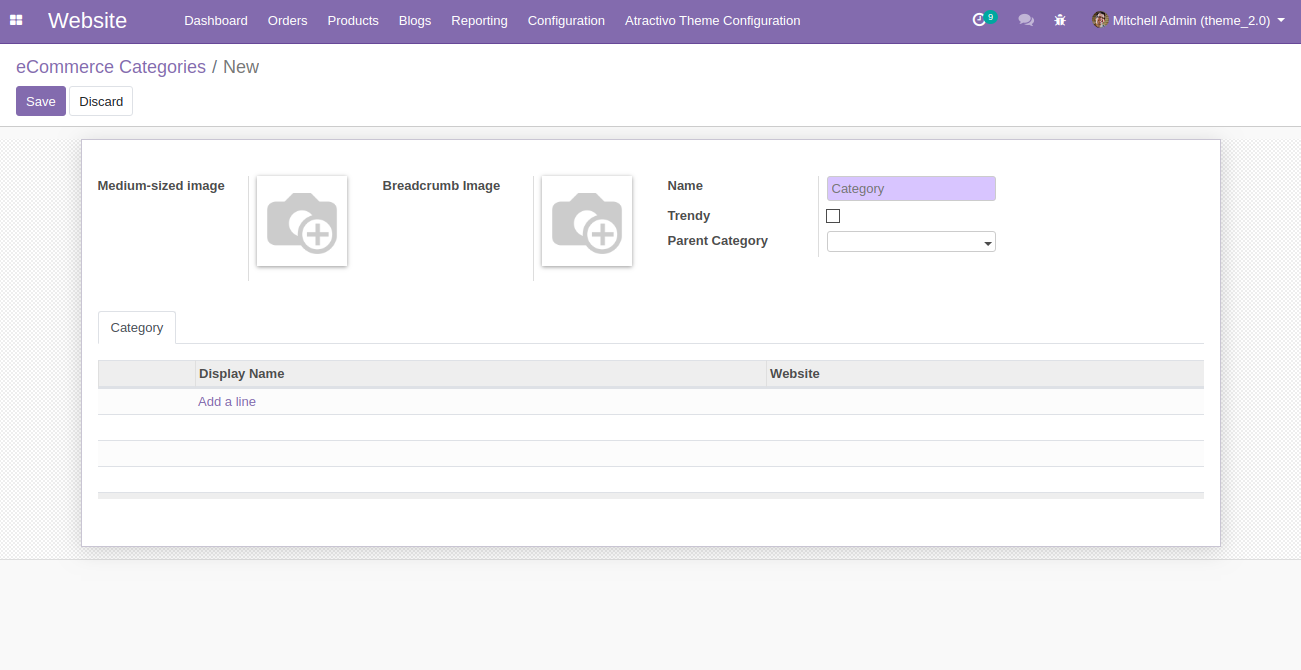 Website Dashboard Orders Products Blogs Reporting Configuration Atractivo Theme Configuration 9 Mitchell Admin (theme_2.0)
eCommerce Categories / New
Save Discard
Medium-sized image Breadcrumb Image Name Category
Trendy
Parent Category
Category
Display Name Website
Add a line